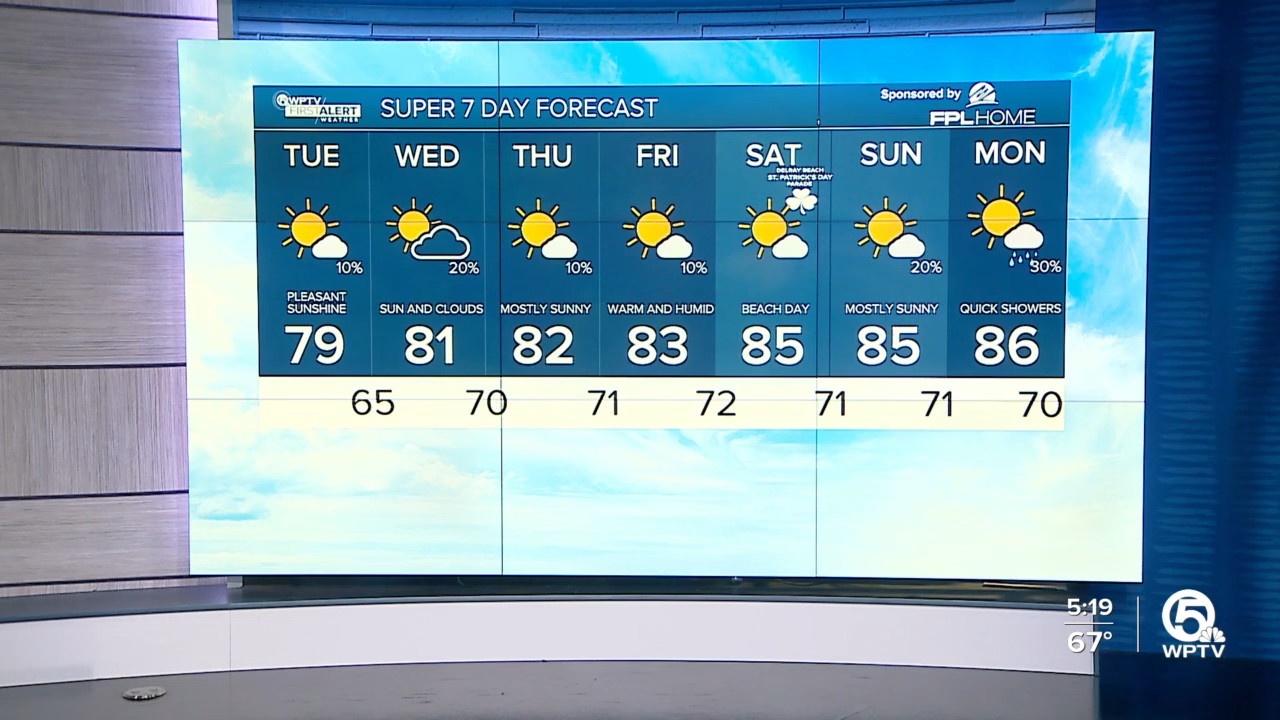 WPTV
FIRST ALERT
WEATHER
SUPER 7 DAY FORECAST
Sponsored by
FPL HOME
TUE WED THU FRI SAT SUN MON
DELRAY BEACH
ST. PATRICK'S DAY
PARADE
10% 20% 10% 10% 20% 30%
PLEASANT
SUNSHINE
SUN AND CLOUDS MOSTLY SUNNY WARM AND HUMID BEACH DAY MOSTLY SUNNY QUICK SHOWERS
79 81 82 83 85 85 86
65 70 71 72 71 71 70
5:19
67°
5
WPTV